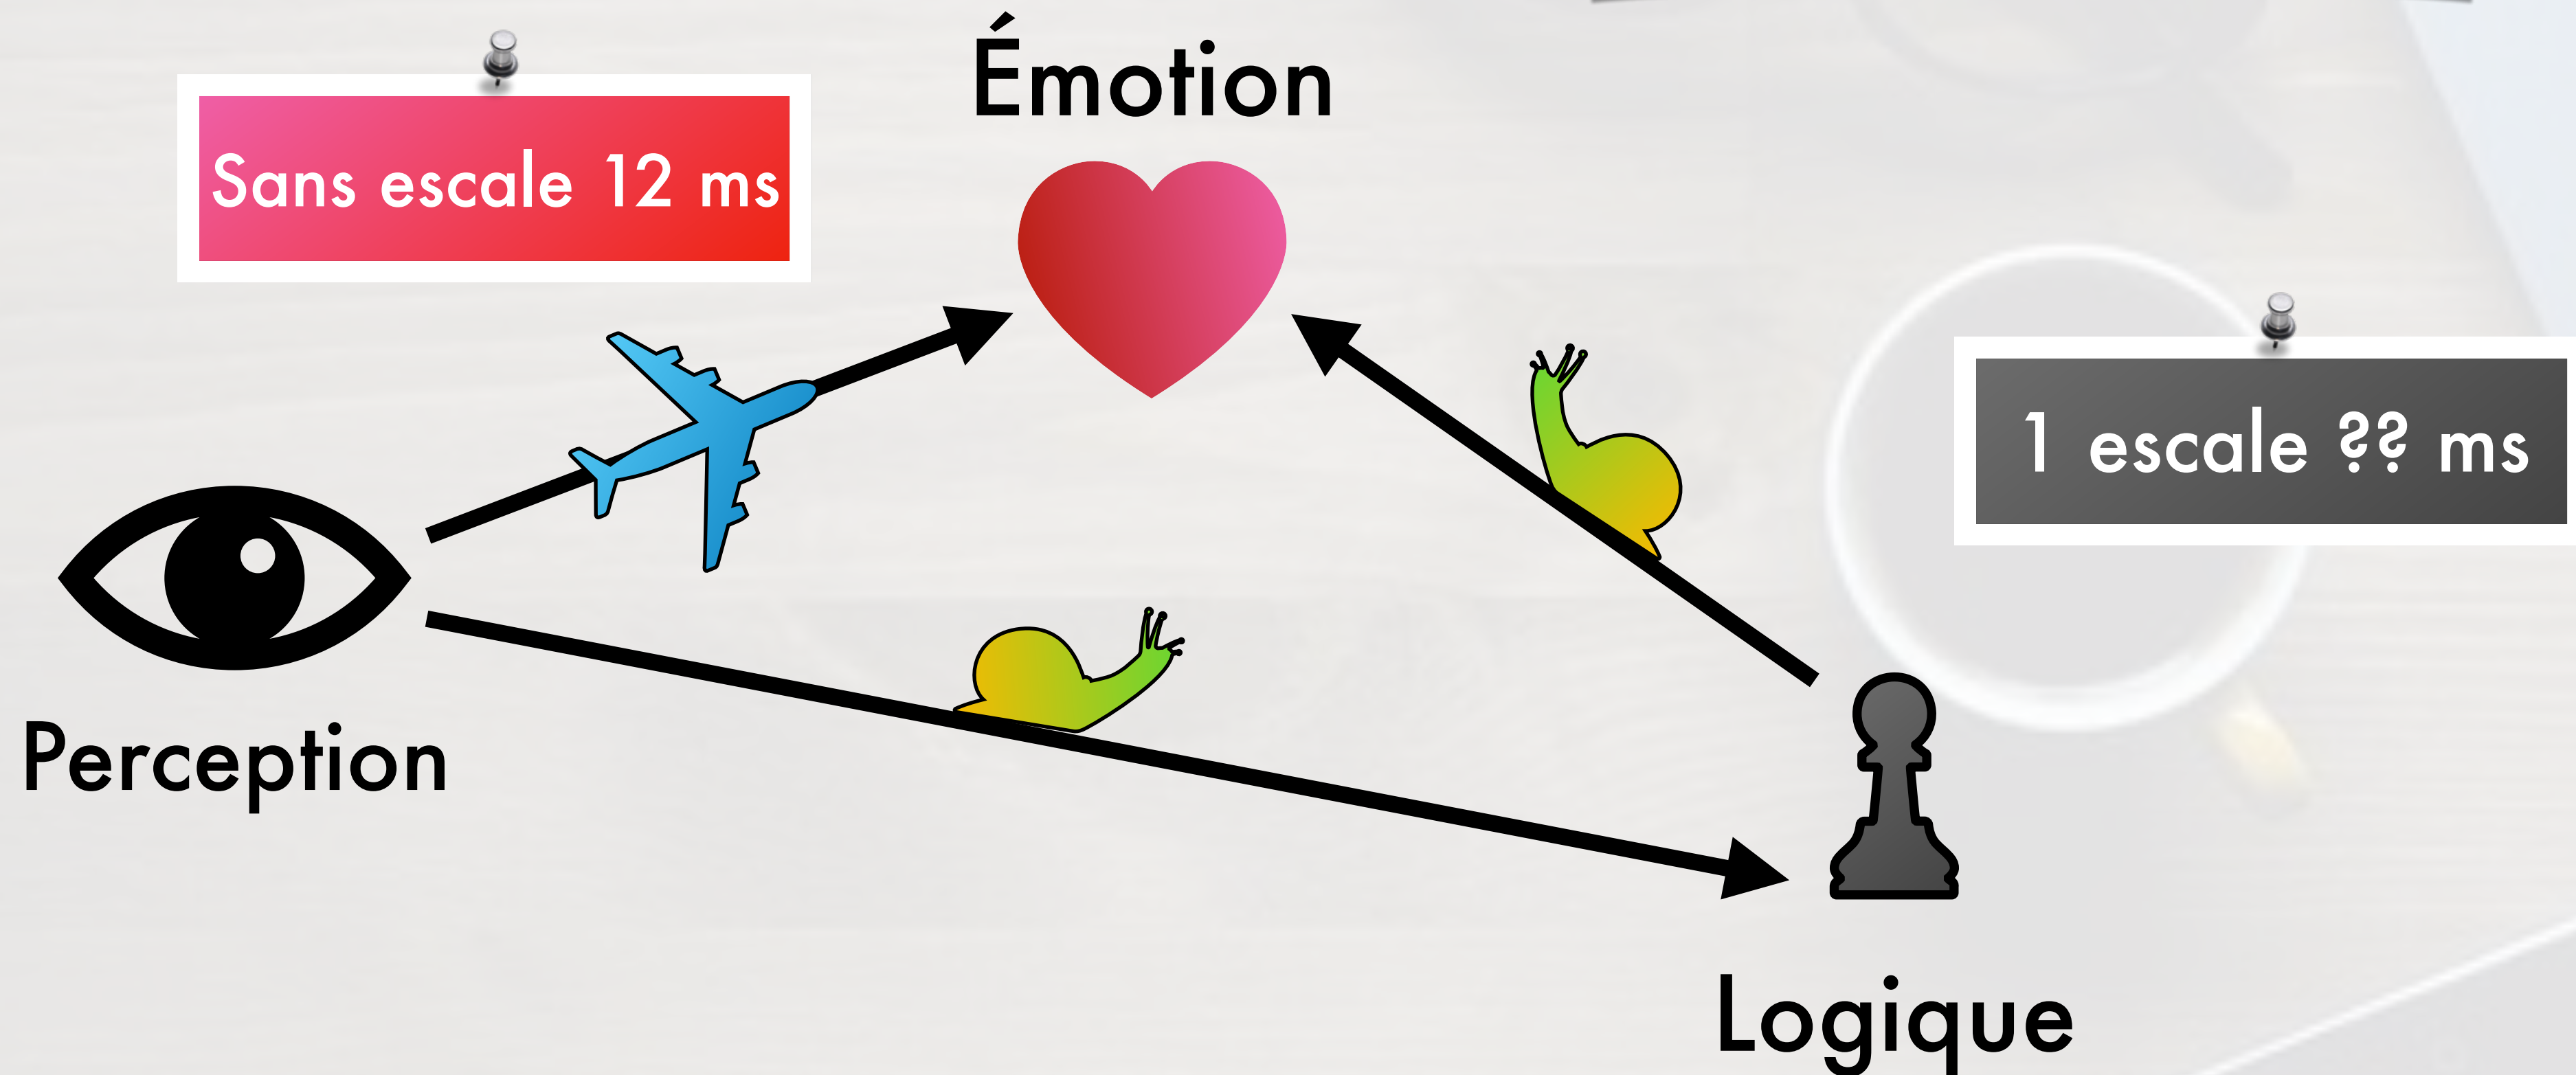 Émotion
Sans escale 12 ms
1 escale ?? ms
Perception
Logique